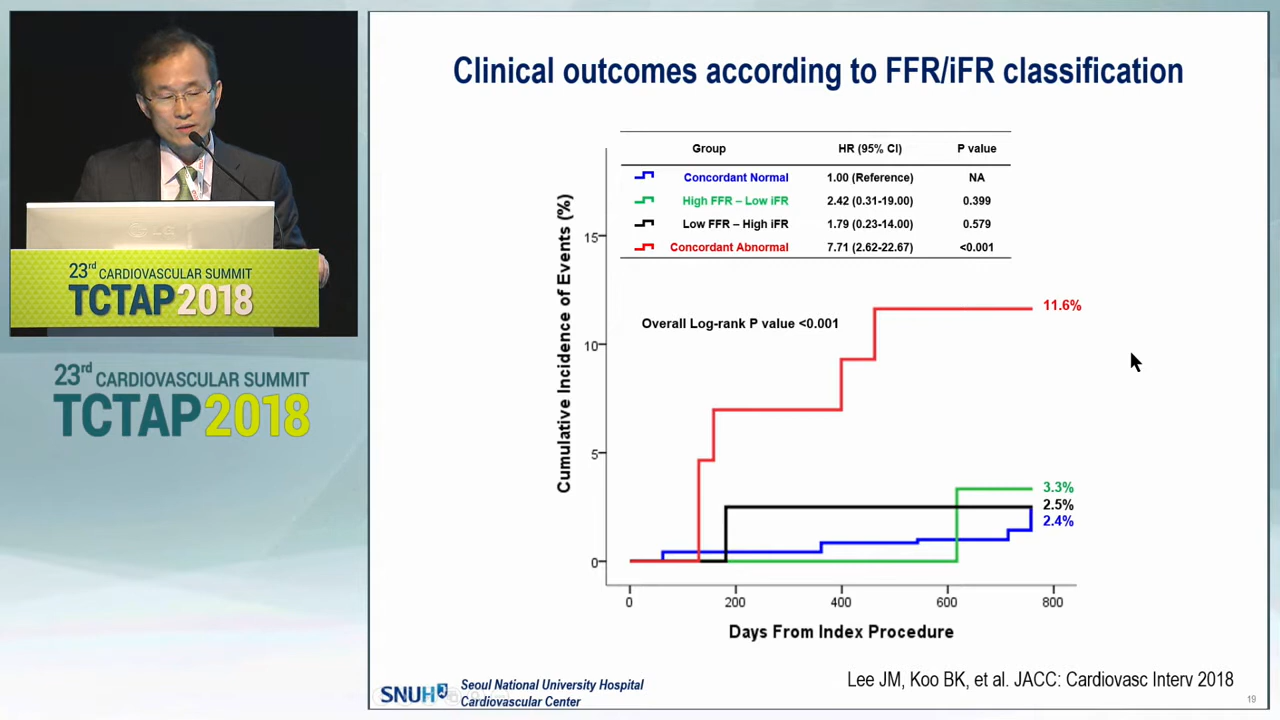 LG
23rd CARDIOVASCULAR SUMMIT
TCTAP2018
23rd CARDIOVASCULAR SUMMIT
TCTAP2018
Clinical outcomes according to FFR/iFR classification
Group HR (95% CI) P value
Concordant Normal 1.00 (Reference) NA
High FFR – Low iFR 2.42 (0.31-19.00) 0.399
Low FFR – High iFR 1.79 (0.23-14.00) 0.579
Concordant Abnormal 7.71 (2.62-22.67) <0.001
Overall Log-rank P value <0.001
Cumulative Incidence of Events (%)
15
10
5
0
11.6%
3.3%
2.5%
2.4%
0 200 400 600 800
Days From Index Procedure
Lee JM, Koo BK, et al. JACC: Cardiovasc Interv 2018
SNUH
Seoul National University Hospital
Cardiovascular Center
19